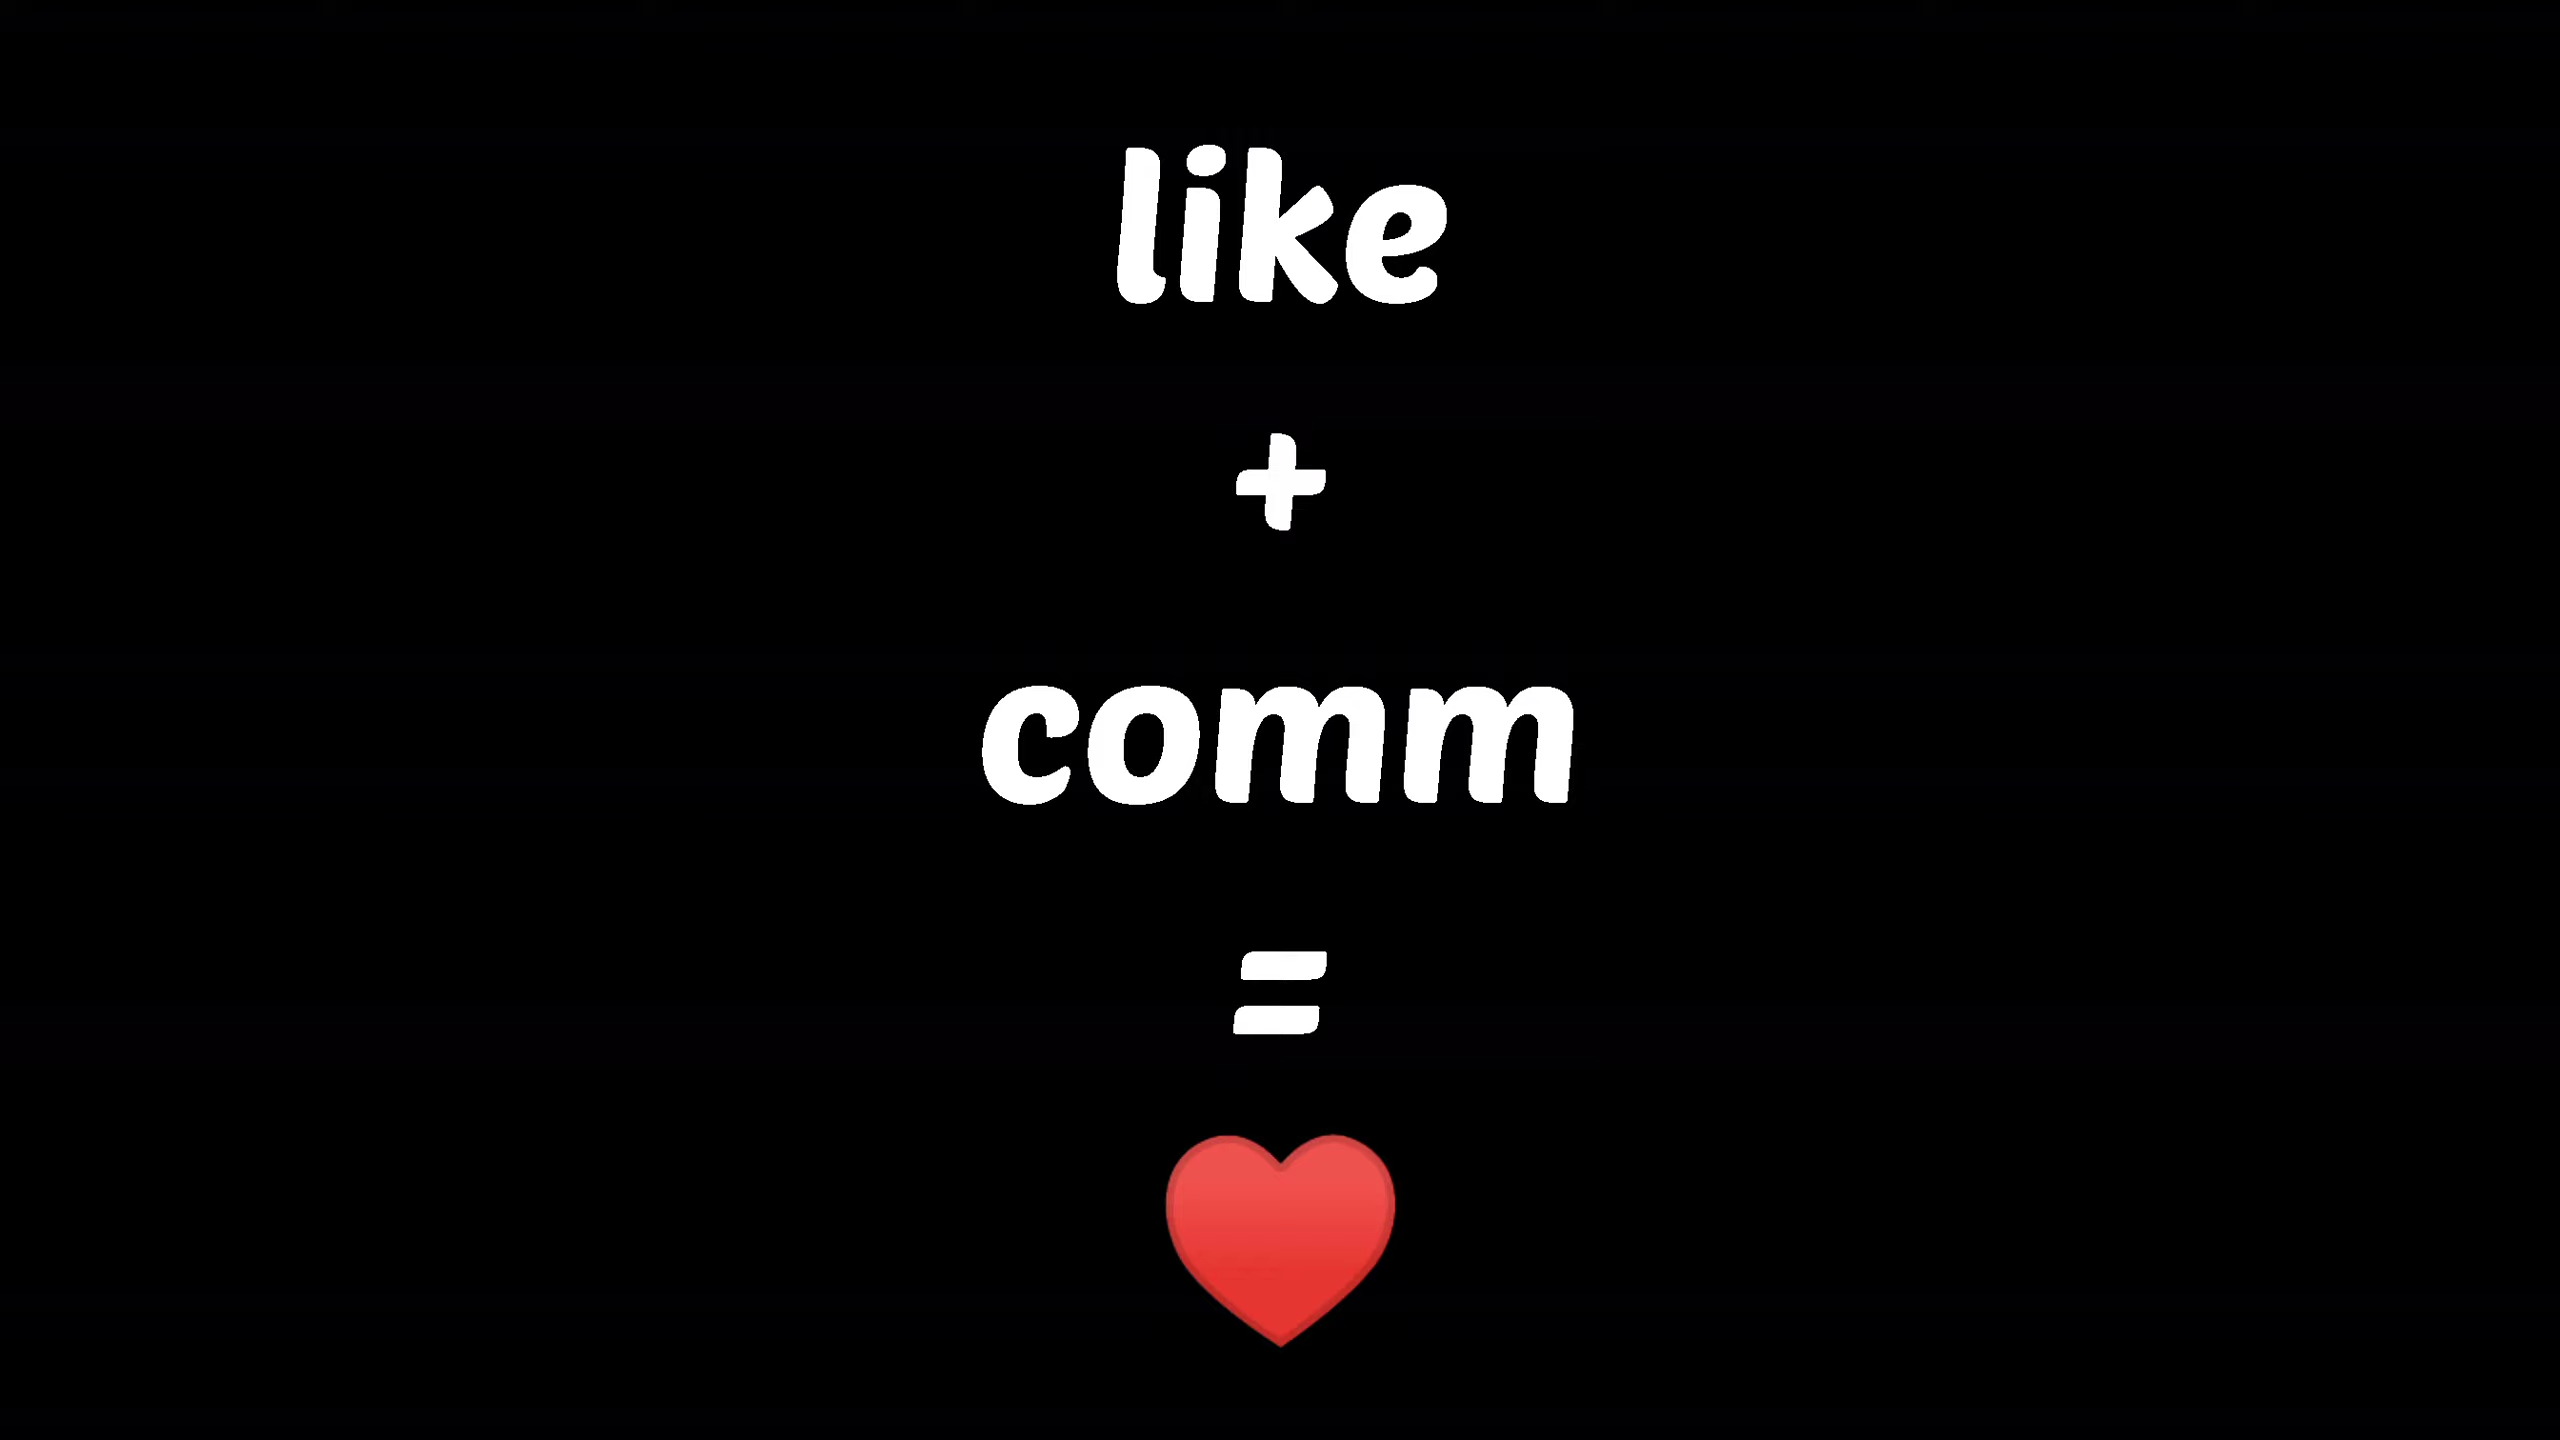 like
+
comm
=
❤️